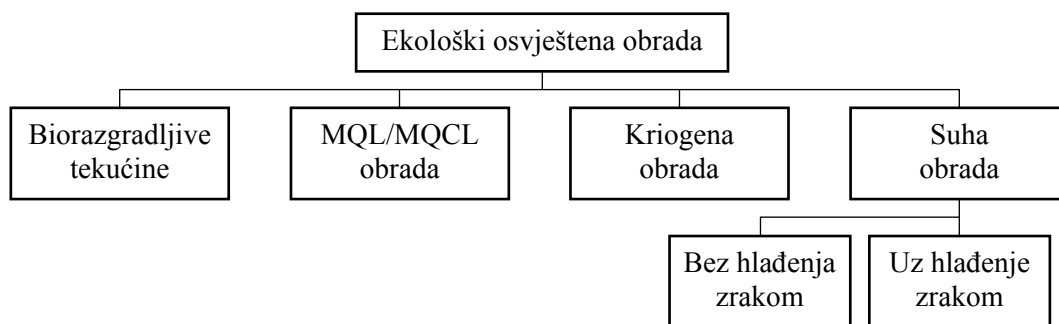 Ekološki osvještena obrada
Biorazgradljive
tekućine
MQL/MQCL
obrada
Kriogena
obrada
Suha
obrada
Bez hlađenja
zrakom
Uz hlađenje
zrakom